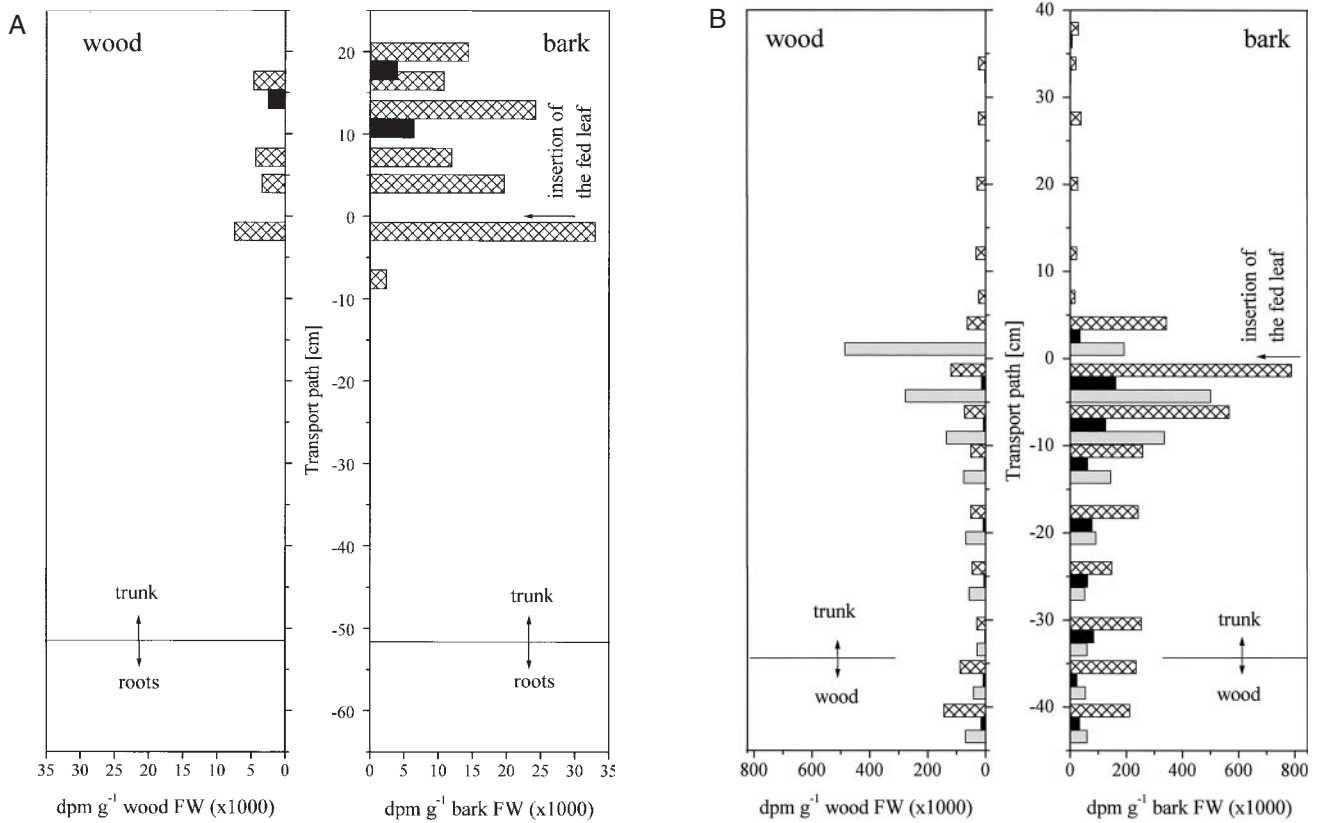 A
wood
bark
20
10
0
-10
-20
-30
-40
-50
-60
Transport path [cm]
insertion of
the fed leaf
trunk
roots
trunk
roots
35 30 25 20 15 10 5 0
0 5 10 15 20 25 30 35
dpm g⁻¹ wood FW (x1000)
dpm g⁻¹ bark FW (x1000)
B
wood
bark
40
30
20
10
0
-10
-20
-30
-40
Transport path [cm]
insertion of
the fed leaf
trunk
wood
trunk
wood
800 600 400 200 0
0 200 400 600 800
dpm g⁻¹ wood FW (x1000)
dpm g⁻¹ bark FW (x1000)